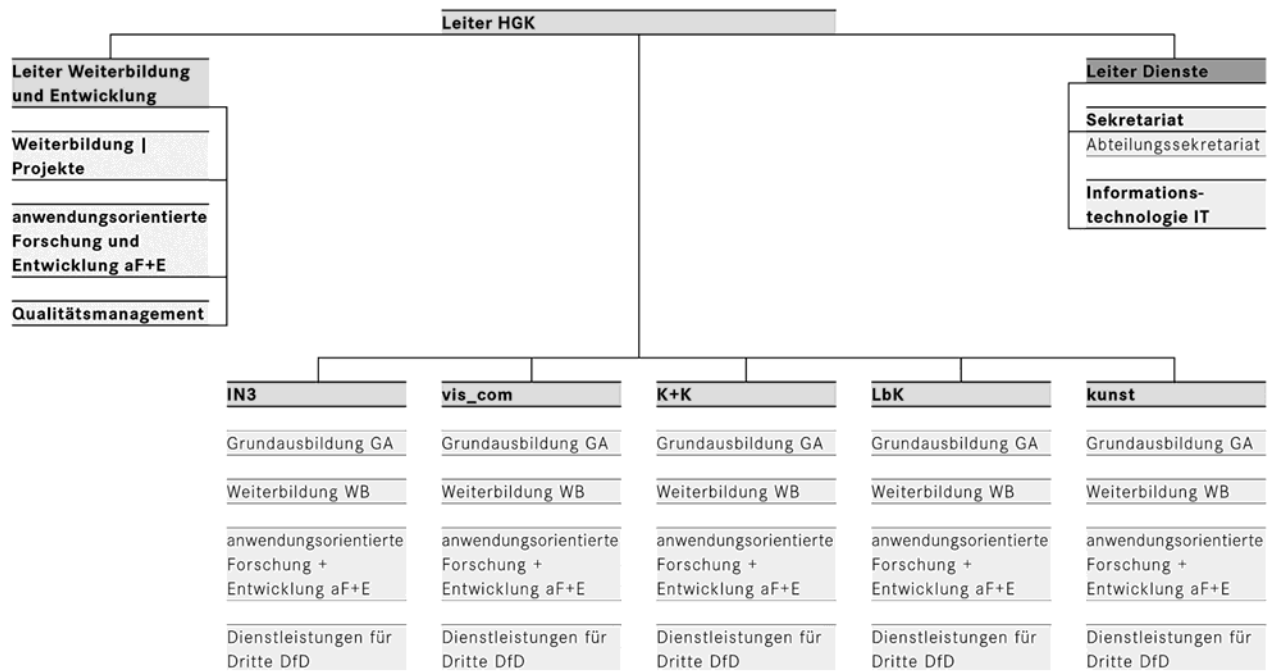 Leiter HGK
Leiter Weiterbildung
und Entwicklung
Weiterbildung |
Projekte
anwendungsorientierte
Forschung und
Entwicklung aF+E
Qualitätsmanagement
Leiter Dienste
Sekretariat
Abteilungssekretariat
Informations-
technologie IT
IN3
Grundausbildung GA
Weiterbildung WB
anwendungsorientierte
Forschung +
Entwicklung aF+E
Dienstleistungen für
Dritte DfD
vis_com
Grundausbildung GA
Weiterbildung WB
anwendungsorientierte
Forschung +
Entwicklung aF+E
Dienstleistungen für
Dritte DfD
K+K
Grundausbildung GA
Weiterbildung WB
anwendungsorientierte
Forschung +
Entwicklung aF+E
Dienstleistungen für
Dritte DfD
LbK
Grundausbildung GA
Weiterbildung WB
anwendungsorientierte
Forschung +
Entwicklung aF+E
Dienstleistungen für
Dritte DfD
kunst
Grundausbildung GA
Weiterbildung WB
anwendungsorientierte
Forschung +
Entwicklung aF+E
Dienstleistungen für
Dritte DfD